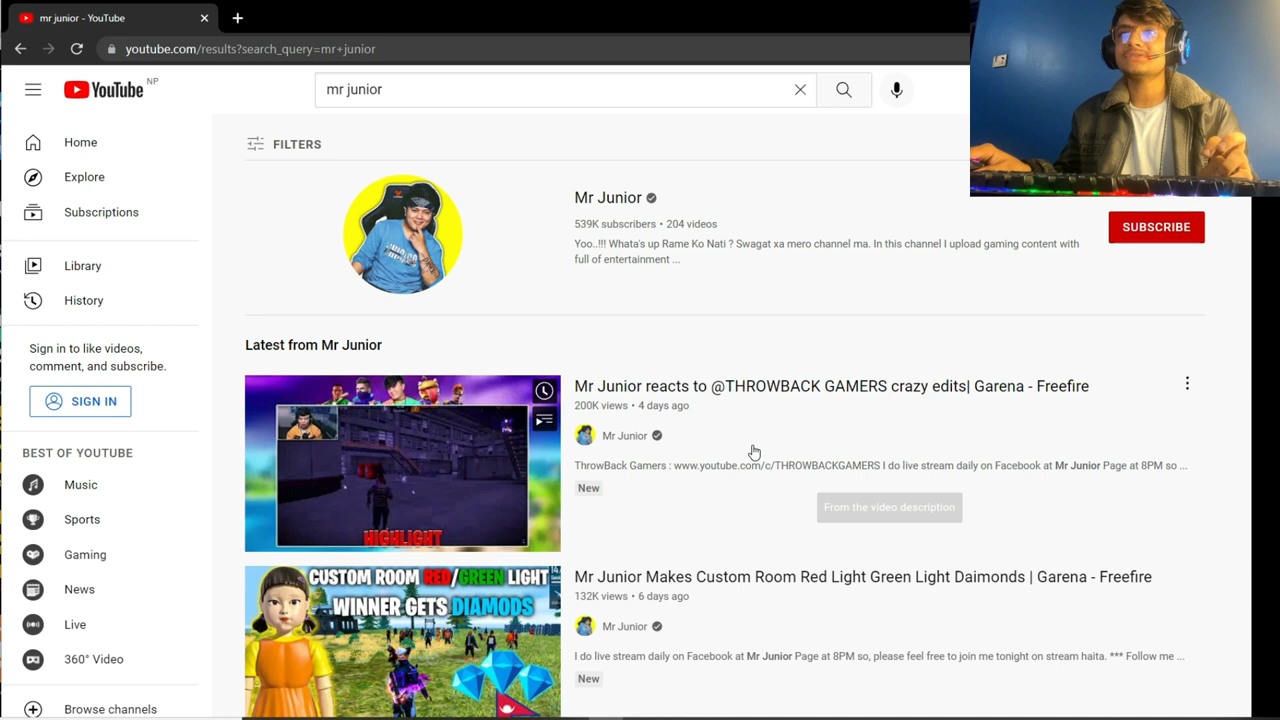 mr junior - YouTube
youtube.com/results?search_query=mr+junior
YouTube NP
mr junior
Home
Explore
Subscriptions
Library
History
Sign in to like videos,
comment, and subscribe.
SIGN IN
BEST OF YOUTUBE
Music
Sports
Gaming
News
Live
360° Video
Browse channels
FILTERS
Mr Junior
539K subscribers • 204 videos
Yoo..!!! Whata's up Rame Ko Nati ? Swagat xa mero channel ma. In this channel I upload gaming content with
full of entertainment ...
SUBSCRIBE
Latest from Mr Junior
HIGHLIGHT
Mr Junior reacts to @THROWBACK GAMERS crazy edits| Garena - Freefire
200K views • 4 days ago
Mr Junior
ThrowBack Gamers : www.youtube.com/c/THROWBACKGAMERS I do live stream daily on Facebook at Mr Junior Page at 8PM so ...
New
From the video description
CUSTOM ROOM RED/GREEN LIGHT
WINNER GETS DIAMODS
Mr Junior Makes Custom Room Red Light Green Light Daimonds | Garena - Freefire
132K views • 6 days ago
Mr Junior
I do live stream daily on Facebook at Mr Junior Page at 8PM so, please feel free to join me tonight on stream haita. *** Follow me ...
New